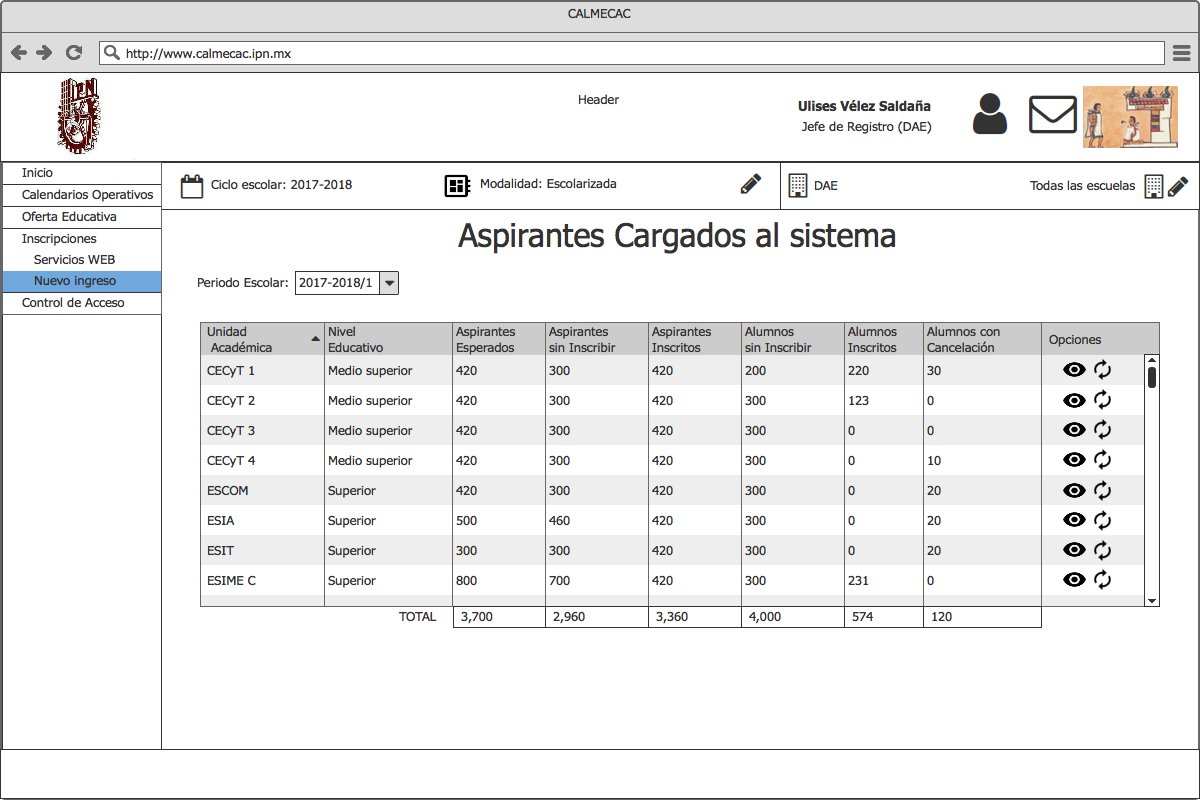 CALMECAC
http://www.calmecac.ipn.mx
IPN
Header
Ulises Vélez Saldaña
Jefe de Registro (DAE)
Inicio
Calendarios Operativos
Oferta Educativa
Inscripciones
Servicios WEB
Nuevo ingreso
Control de Acceso
Ciclo escolar: 2017-2018 Modalidad: Escolarizada DAE Todas las escuelas
Aspirantes Cargados al sistema
Periodo Escolar: 2017-2018/1
Unidad Nivel Aspirantes Aspirantes Aspirantes Alumnos Alumnos Alumnos con Opciones
Académica Educativo Esperados sin Inscribir Inscritos sin Inscribir Inscritos Cancelación
CECyT 1 Medio superior 420 300 420 200 220 30
CECyT 2 Medio superior 420 300 420 300 123 0
CECyT 3 Medio superior 420 300 420 300 0 0
CECyT 4 Medio superior 420 300 420 300 0 10
ESCOM Superior 420 300 420 300 0 20
ESIA Superior 500 460 420 300 0 20
ESIT Superior 300 300 420 300 0 20
ESIME C Superior 800 700 420 300 231 0
TOTAL 3,700 2,960 3,360 4,000 574 120